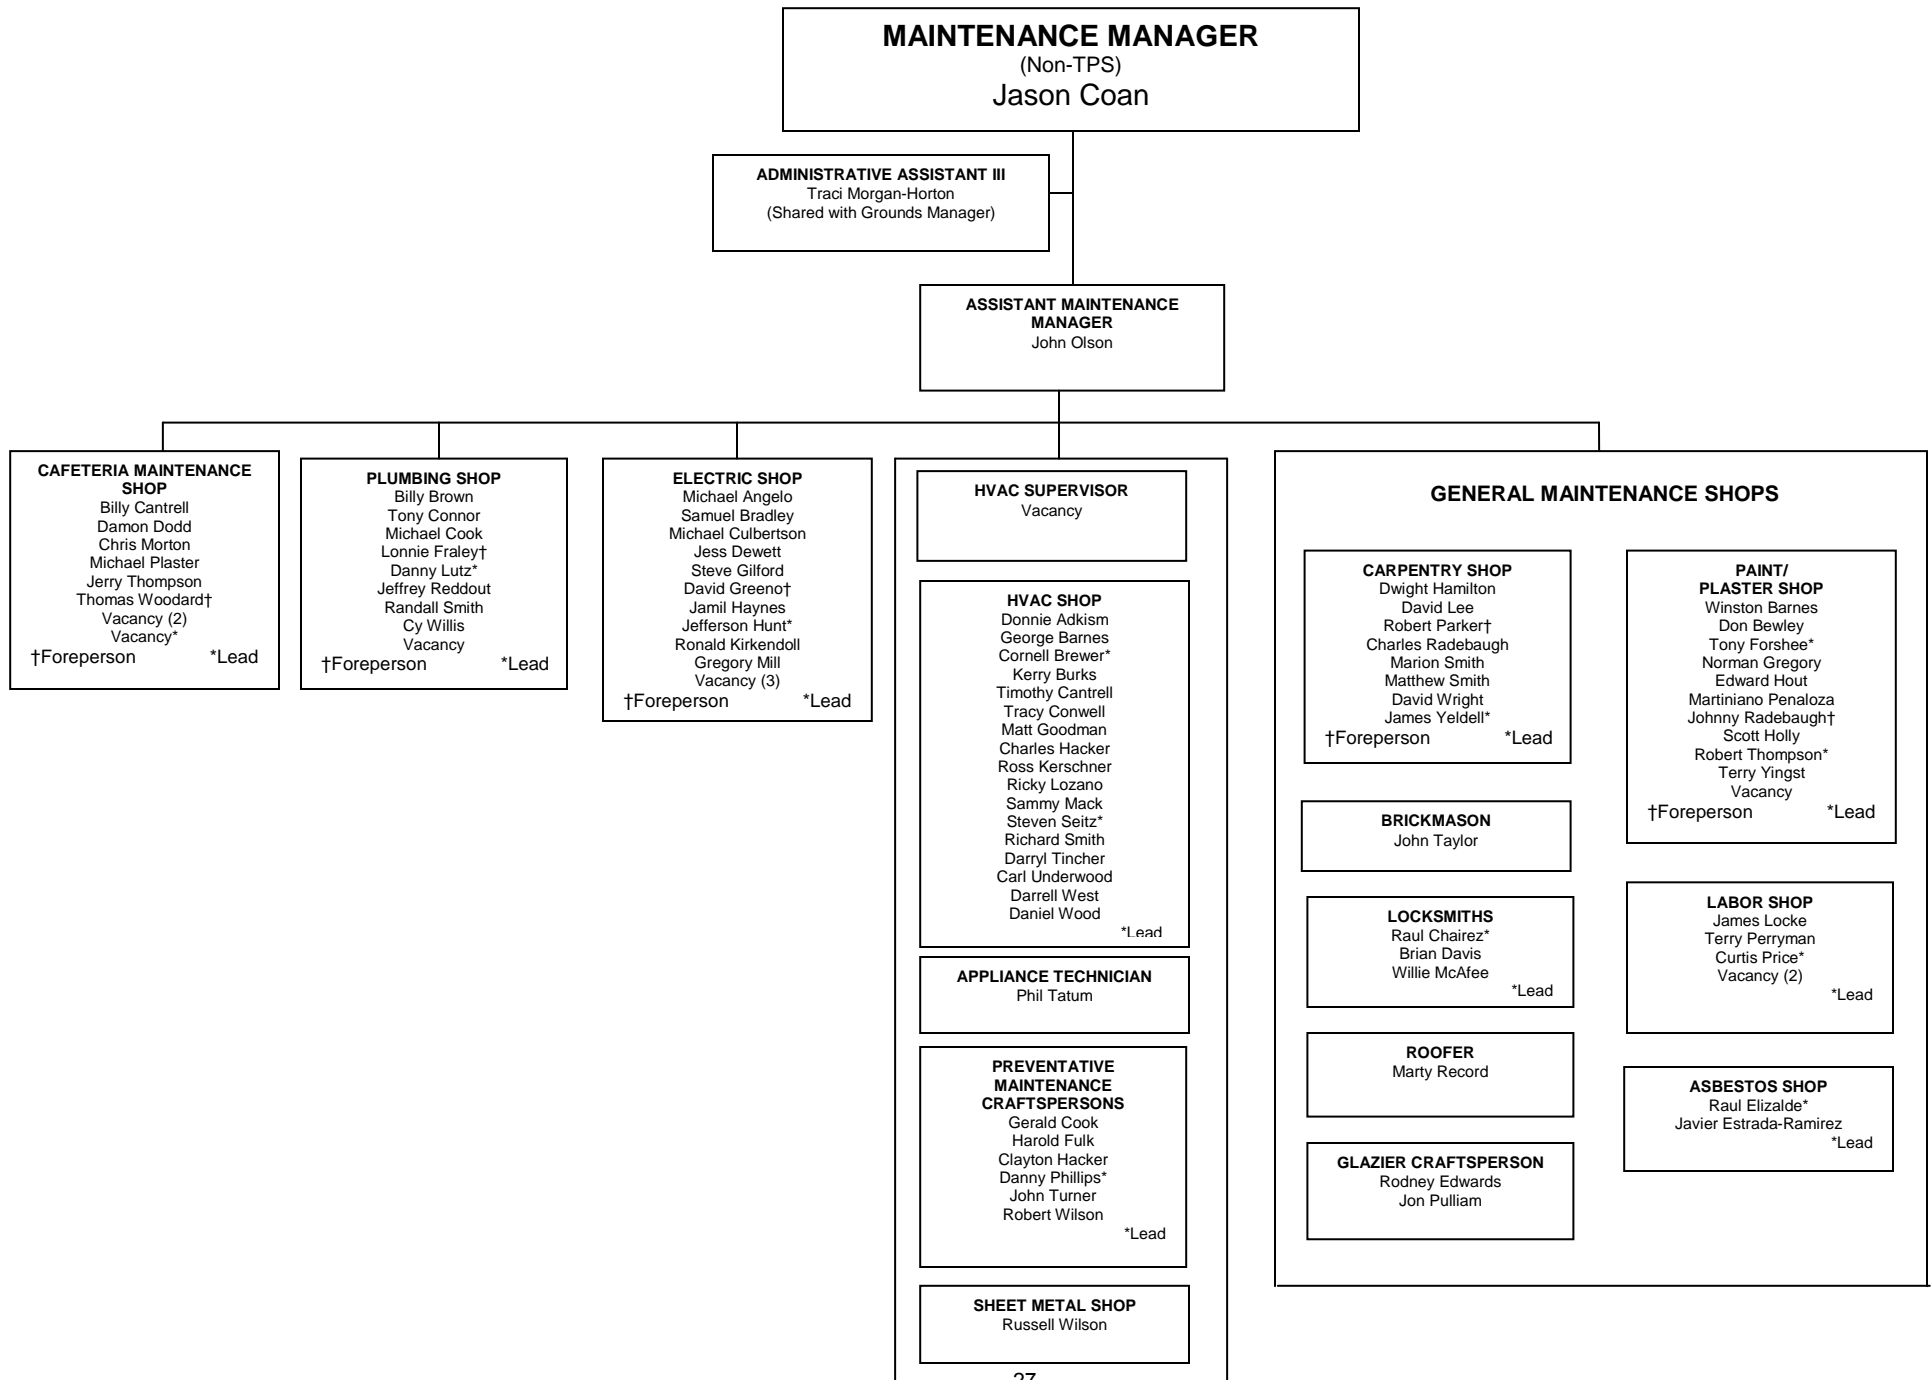 MAINTENANCE MANAGER
(Non-TPS)
Jason Coan
ADMINISTRATIVE ASSISTANT III
Traci Morgan-Horton
(Shared with Grounds Manager)
ASSISTANT MAINTENANCE
MANAGER
John Olson
CAFETERIA MAINTENANCE
SHOP
Billy Cantrell
Damon Dodd
Chris Morton
Michael Plaster
Jerry Thompson
Thomas Woodard†
Vacancy (2)
Vacancy*
†Foreperson *Lead
PLUMBING SHOP
Billy Brown
Tony Connor
Michael Cook
Lonnie Fraley†
Danny Lutz*
Jeffrey Reddout
Randall Smith
Cy Willis
Vacancy
†Foreperson *Lead
ELECTRIC SHOP
Michael Angelo
Samuel Bradley
Michael Culbertson
Jess Dewett
Steve Gilford
David Greeno†
Jamil Haynes
Jefferson Hunt*
Ronald Kirkendoll
Gregory Mill
Vacancy (3)
†Foreperson *Lead
HVAC SUPERVISOR
Vacancy
HVAC SHOP
Donnie Adkism
George Barnes
Cornell Brewer*
Kerry Burks
Timothy Cantrell
Tracy Conwell
Matt Goodman
Charles Hacker
Ross Kerschner
Ricky Lozano
Sammy Mack
Steven Seitz*
Richard Smith
Darryl Tincher
Carl Underwood
Darrell West
Daniel Wood
*Lead
APPLIANCE TECHNICIAN
Phil Tatum
PREVENTATIVE
MAINTENANCE
CRAFTSPERSONS
Gerald Cook
Harold Fulk
Clayton Hacker
Danny Phillips*
John Turner
Robert Wilson
*Lead
SHEET METAL SHOP
Russell Wilson
GENERAL MAINTENANCE SHOPS
CARPENTRY SHOP
Dwight Hamilton
David Lee
Robert Parker†
Charles Radebaugh
Marion Smith
Matthew Smith
David Wright
James Yeldell*
†Foreperson *Lead
BRICKMASON
John Taylor
LOCKSMITHS
Raul Chairez*
Brian Davis
Willie McAfee
*Lead
ROOFER
Marty Record
GLAZIER CRAFTSPERSON
Rodney Edwards
Jon Pulliam
PAINT/
PLASTER SHOP
Winston Barnes
Don Bewley
Tony Forshee*
Norman Gregory
Edward Hout
Martiniano Penaloza
Johnny Radebaugh†
Scott Holly
Robert Thompson*
Terry Yingst
Vacancy
†Foreperson *Lead
LABOR SHOP
James Locke
Terry Perryman
Curtis Price*
Vacancy (2)
*Lead
ASBESTOS SHOP
Raul Elizalde*
Javier Estrada-Ramirez
*Lead
27